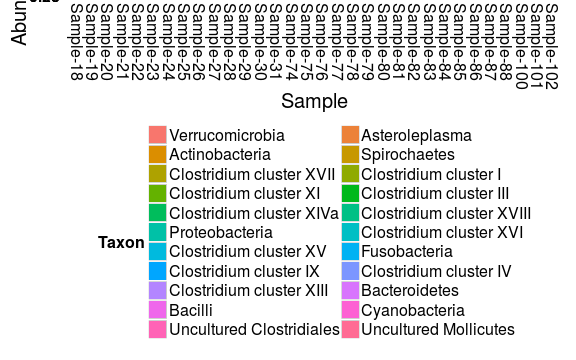 Abun
Sample-18
Sample-19
Sample-20
Sample-21
Sample-22
Sample-23
Sample-24
Sample-25
Sample-26
Sample-27
Sample-28
Sample-29
Sample-30
Sample-31
Sample-74
Sample-75
Sample-76
Sample-77
Sample-78
Sample-79
Sample-80
Sample-81
Sample-82
Sample-83
Sample-84
Sample-85
Sample-86
Sample-87
Sample-88
Sample-100
Sample-101
Sample-102
Sample
Taxon
Verrucomicrobia Asteroleplasma
Actinobacteria Spirochaetes
Clostridium cluster XVII Clostridium cluster I
Clostridium cluster XI Clostridium cluster III
Clostridium cluster XIVa Clostridium cluster XVIII
Proteobacteria Clostridium cluster XVI
Clostridium cluster XV Fusobacteria
Clostridium cluster IX Clostridium cluster IV
Clostridium cluster XIII Bacteroidetes
Bacilli Cyanobacteria
Uncultured Clostridiales Uncultured Mollicutes